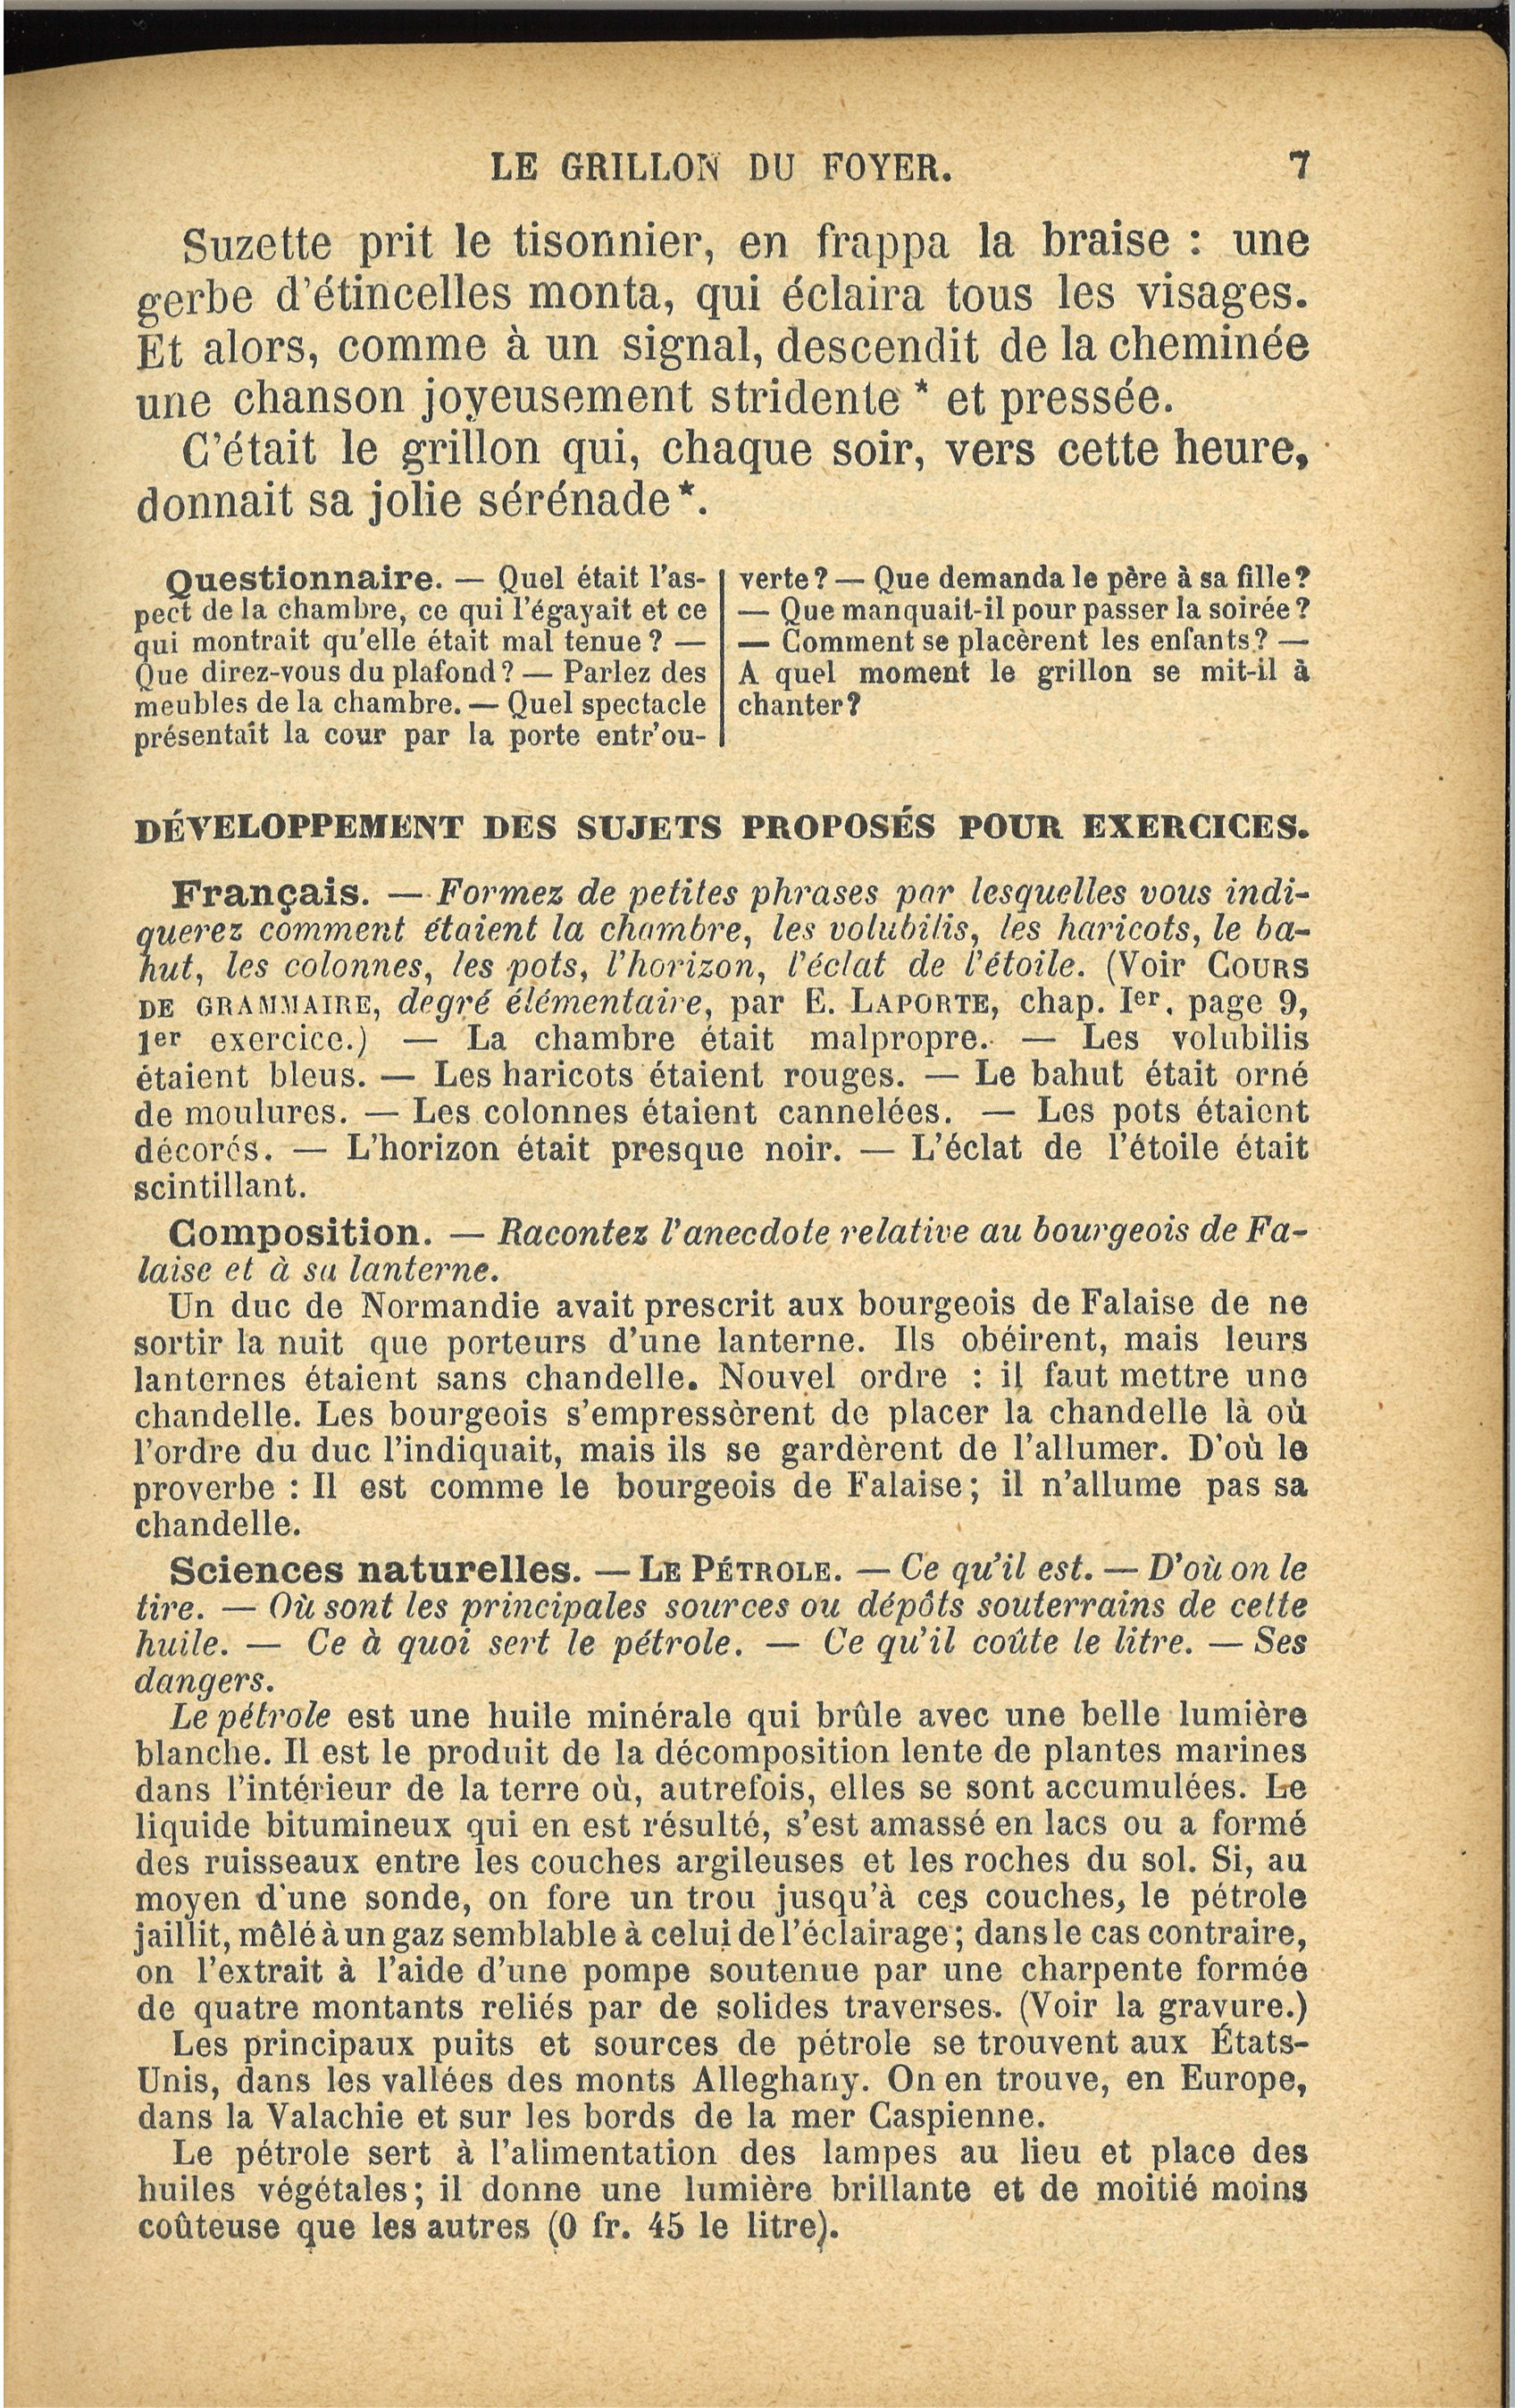 LE GRILLON DU FOYER. 7
Suzette prit le tisonnier, en frappa la braise : une
gerbe d'étincelles monta, qui éclaira tous les visages.
Et alors, comme à un signal, descendit de la cheminée
une chanson joyeusement stridente * et pressée.
C'était le grillon qui, chaque soir, vers cette heure,
donnait sa jolie sérénade *.
Questionnaire. — Quel était l'as-
pect de la chambre, ce qui l'égayait et ce
qui montrait qu'elle était mal tenue ? —
Que direz-vous du plafond ? — Parlez des
meubles de la chambre. — Quel spectacle
présentait la cour par la porte entr'ou-
verte ? — Que demanda le père à sa fille ?
— Que manquait-il pour passer la soirée ?
— Comment se placèrent les enfants ? —
A quel moment le grillon se mit-il à
chanter ?
DÉVELOPPEMENT DES SUJETS PROPOSÉS POUR EXERCICES.
Français. — Formez de petites phrases par lesquelles vous indi-
querez comment étaient la chambre, les volubilis, les haricots, le ba-
hut, les colonnes, les pots, l'horizon, l'éclat de l'étoile. (Voir COURS
DE GRAMMAIRE, degré élémentaire, par E. LAPORTE, chap. Ier, page 9,
1er exercice.) — La chambre était malpropre. — Les volubilis
étaient bleus. — Les haricots étaient rouges. — Le bahut était orné
de moulures. — Les colonnes étaient cannelées. — Les pots étaient
décorés. — L'horizon était presque noir. — L'éclat de l'étoile était
scintillant.
Composition. — Racontez l'anecdote relative au bourgeois de Fa-
laise et à sa lanterne.
Un duc de Normandie avait prescrit aux bourgeois de Falaise de ne
sortir la nuit que porteurs d'une lanterne. Ils obéirent, mais leurs
lanternes étaient sans chandelle. Nouvel ordre : il faut mettre une
chandelle. Les bourgeois s'empressèrent de placer la chandelle là où
l'ordre du duc l'indiquait, mais ils se gardèrent de l'allumer. D'où le
proverbe : Il est comme le bourgeois de Falaise ; il n'allume pas sa
chandelle.
Sciences naturelles. — LE PÉTROLE. — Ce qu'il est. — D'où on le
tire. — Où sont les principales sources ou dépôts souterrains de cette
huile. — Ce à quoi sert le pétrole. — Ce qu'il coûte le litre. — Ses
dangers.
Le pétrole est une huile minérale qui brûle avec une belle lumière
blanche. Il est le produit de la décomposition lente de plantes marines
dans l'intérieur de la terre où, autrefois, elles se sont accumulées. Le
liquide bitumineux qui en est résulté, s'est amassé en lacs ou a formé
des ruisseaux entre les couches argileuses et les roches du sol. Si, au
moyen d'une sonde, on fore un trou jusqu'à ces couches, le pétrole
jaillit, mêlé à un gaz semblable à celui de l'éclairage ; dans le cas contraire,
on l'extrait à l'aide d'une pompe soutenue par une charpente formée
de quatre montants reliés par de solides traverses. (Voir la gravure.)
Les principaux puits et sources de pétrole se trouvent aux États-
Unis, dans les vallées des monts Alleghany. On en trouve, en Europe,
dans la Valachie et sur les bords de la mer Caspienne.
Le pétrole sert à l'alimentation des lampes au lieu et place des
huiles végétales ; il donne une lumière brillante et de moitié moins
coûteuse que les autres (0 fr. 45 le litre).